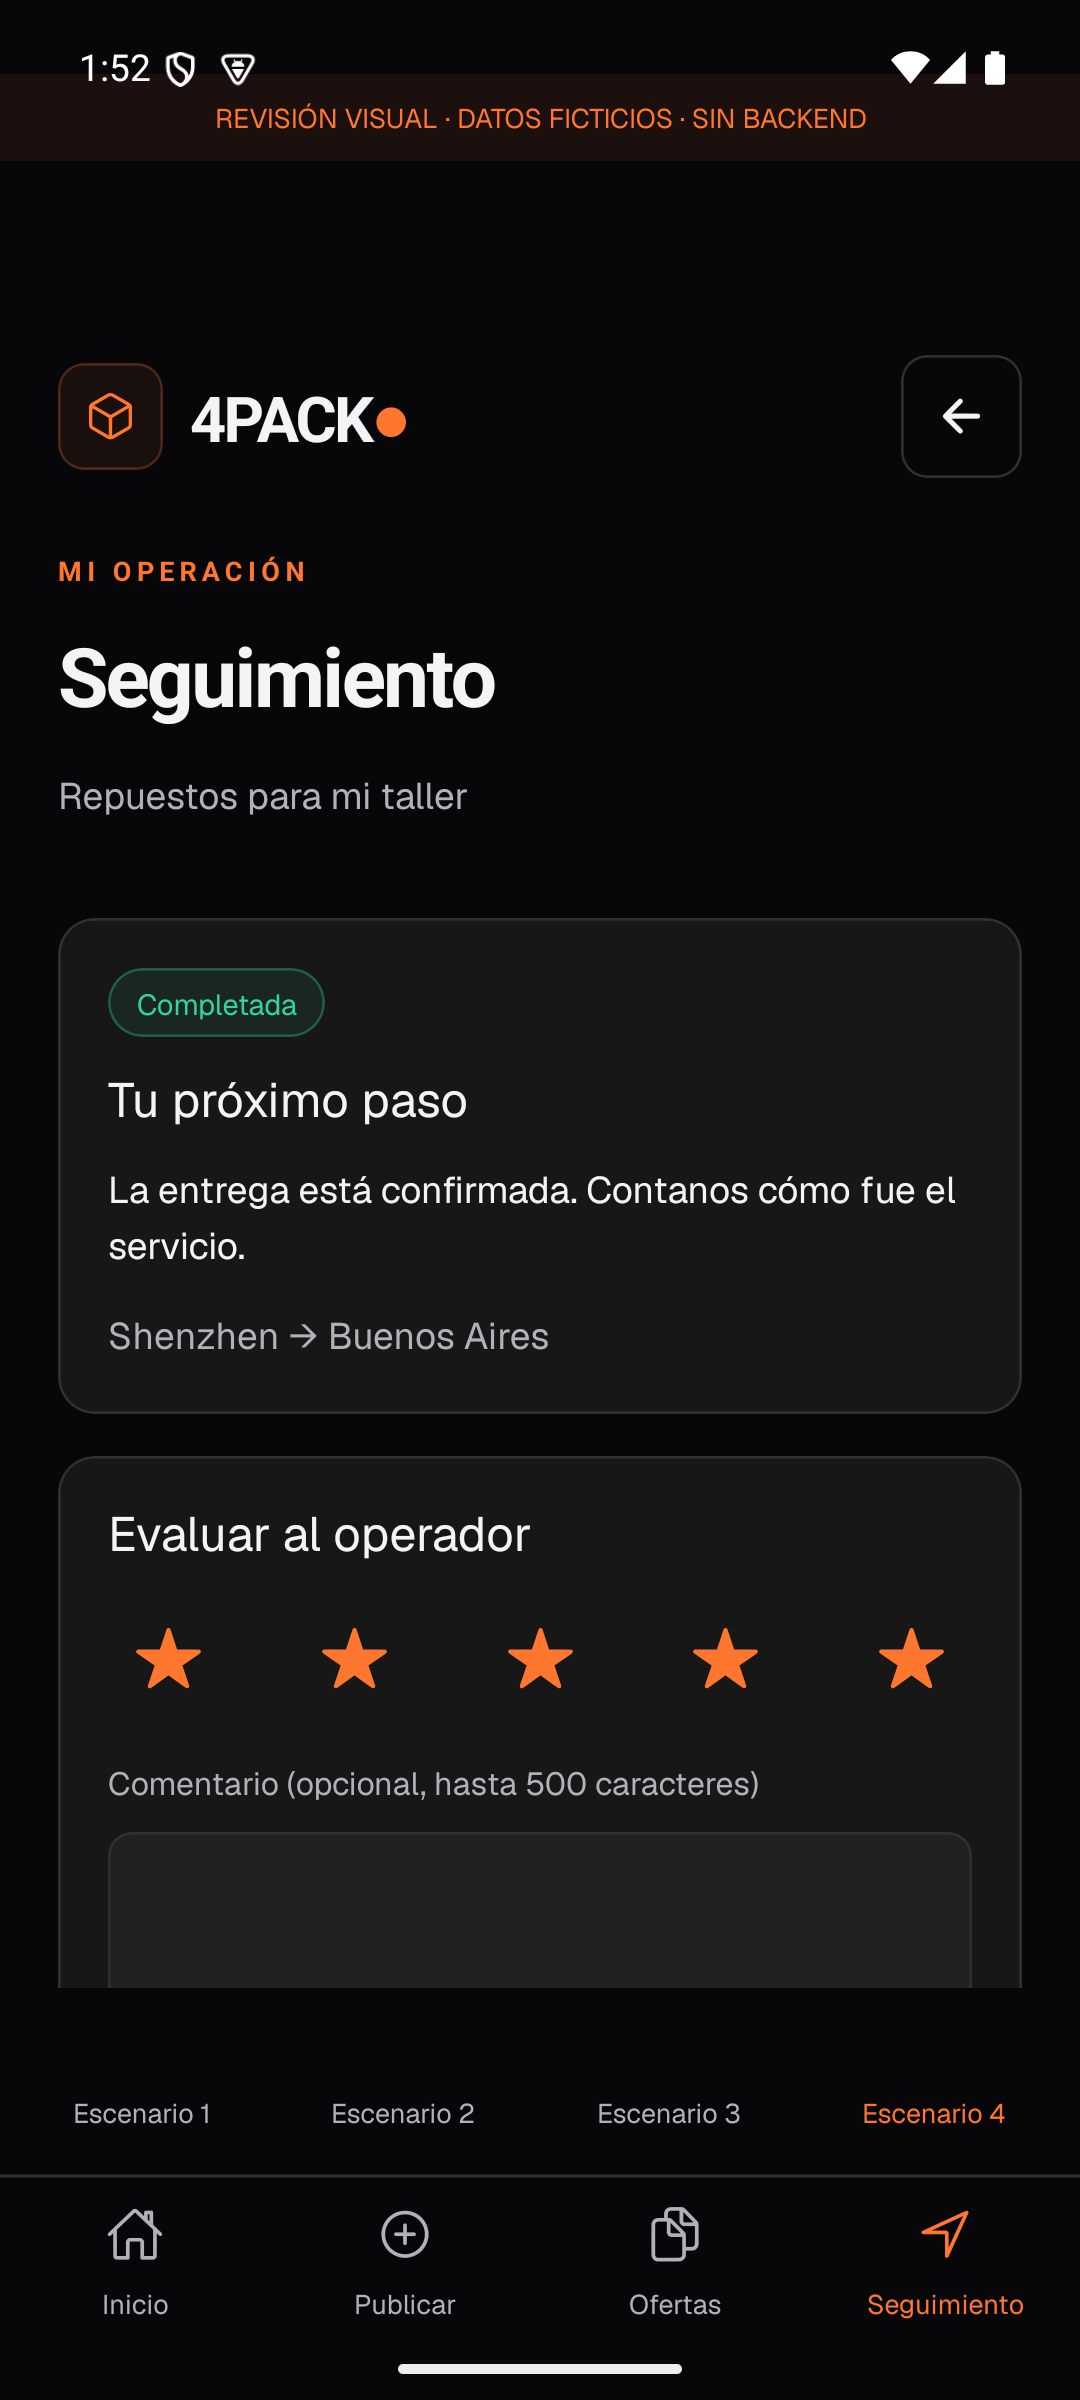 1:52
REVISIÓN VISUAL · DATOS FICTICIOS · SIN BACKEND
4PACK
MI OPERACIÓN
Seguimiento
Repuestos para mi taller
Completada
Tu próximo paso
La entrega está confirmada. Contanos cómo fue el
servicio.
Shenzhen → Buenos Aires
Evaluar al operador
Comentario (opcional, hasta 500 caracteres)
Escenario 1
Escenario 2
Escenario 3
Escenario 4
Inicio
Publicar
Ofertas
Seguimiento